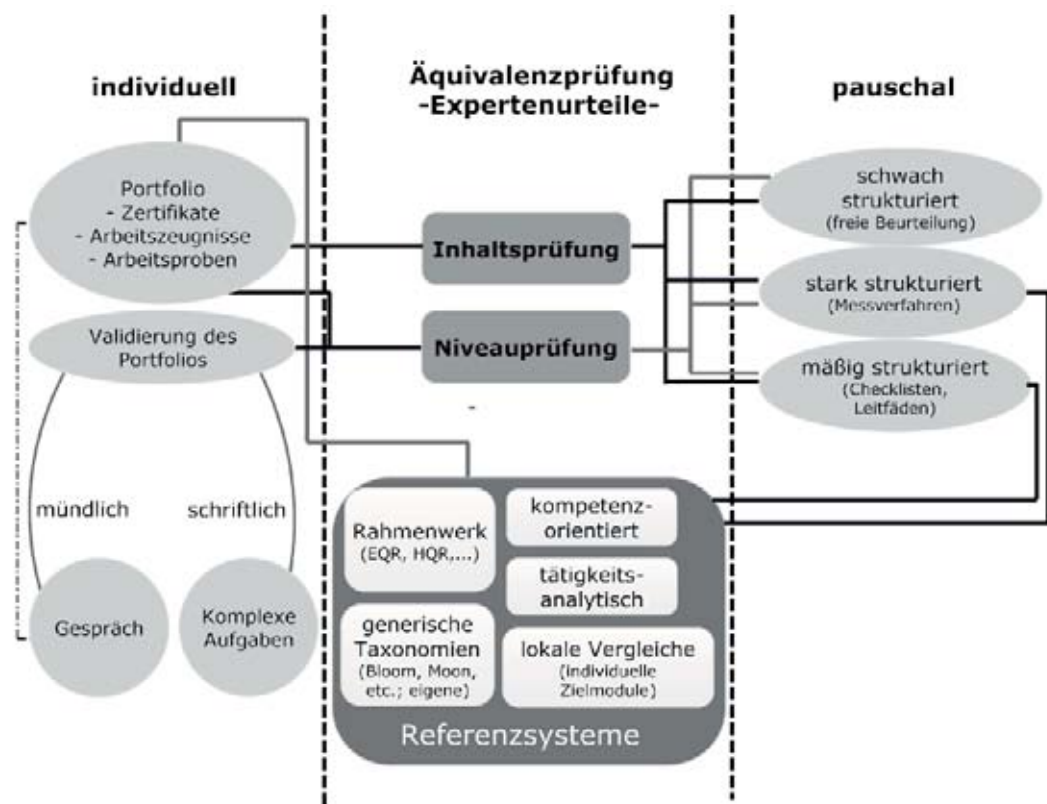 individuell
Portfolio
- Zertifikate
- Arbeitszeugnisse
- Arbeitsproben
Validierung des
Portfolios
mündlich
schriftlich
Gespräch
Komplexe
Aufgaben
Äquivalenzprüfung
-Expertenurteile-
Inhaltsprüfung
Niveauprüfung
-
Rahmenwerk
(EQR, HQR,...)
kompetenz-
orientiert
tätigkeits-
analytisch
generische
Taxonomien
(Bloom, Moon,
etc.; eigene)
lokale Vergleiche
(individuelle
Zielmodule)
Referenzsysteme
pauschal
schwach
strukturiert
(freie Beurteilung)
stark strukturiert
(Messverfahren)
mäßig strukturiert
(Checklisten,
Leitfäden)